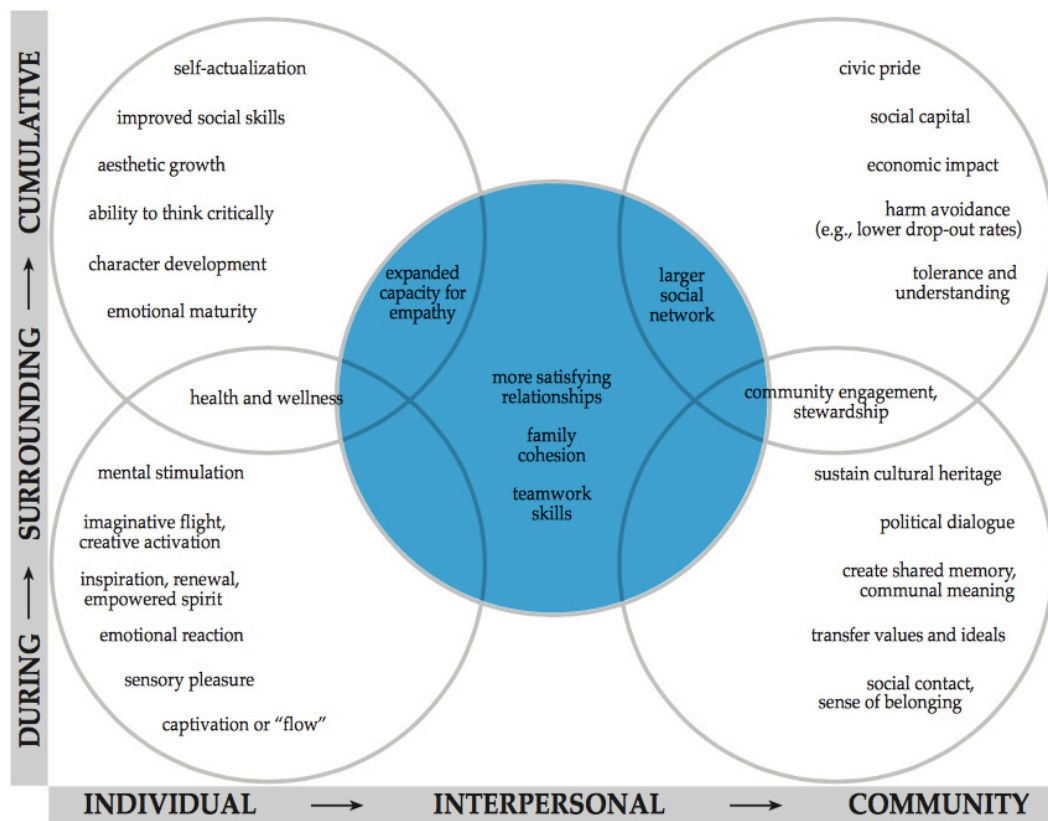 CUMULATIVE
SURROUNDING
DURING
self-actualization
improved social skills
aesthetic growth
ability to think critically
character development
emotional maturity
civic pride
social capital
economic impact
harm avoidance
(e.g., lower drop-out rates)
tolerance and
understanding
expanded
capacity for
empathy
larger
social
network
health and wellness
more satisfying
relationships
family
cohesion
teamwork
skills
community engagement,
stewardship
mental stimulation
imaginative flight,
creative activation
inspiration, renewal,
empowered spirit
emotional reaction
sensory pleasure
captivation or “flow”
sustain cultural heritage
political dialogue
create shared memory,
communal meaning
transfer values and ideals
social contact,
sense of belonging
INDIVIDUAL
INTERPERSONAL
COMMUNITY